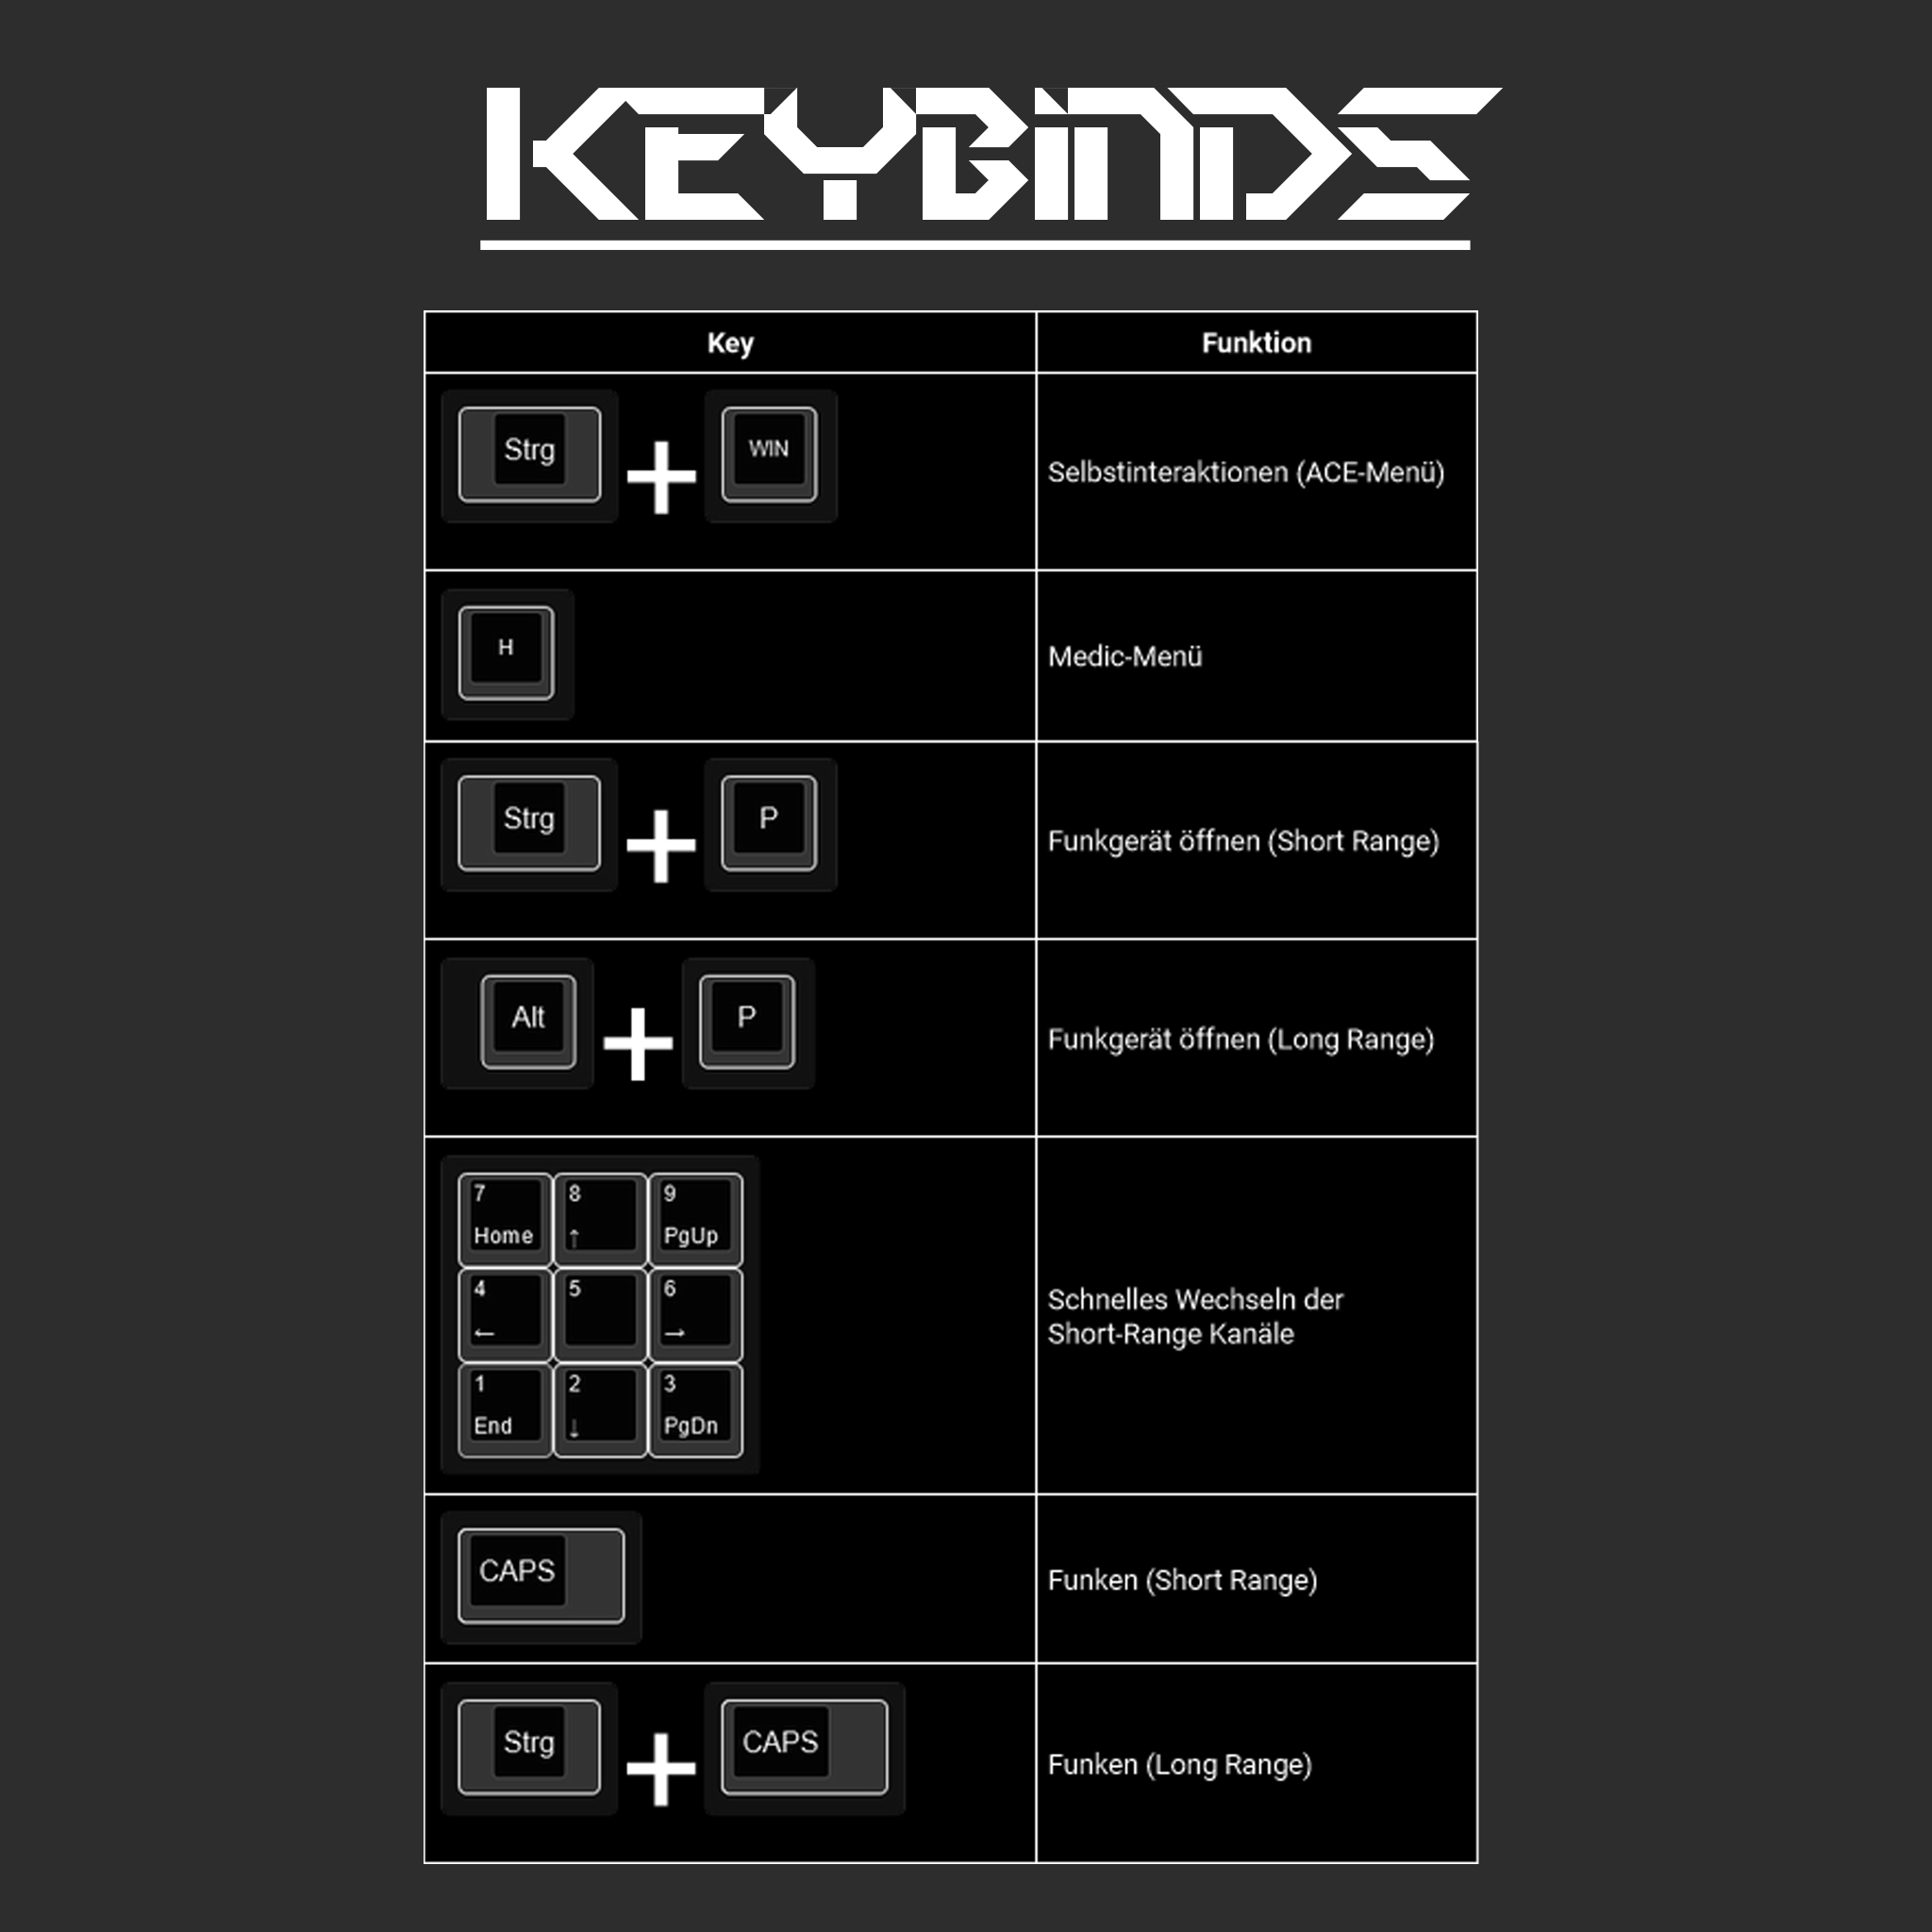 KEYBINDS
Key Funktion
Strg + WIN Selbstinteraktionen (ACE-Menü)
H Medic-Menü
Strg + P Funkgerät öffnen (Short Range)
Alt + P Funkgerät öffnen (Long Range)
7 8 9
Home ↑ PgUp
4 5 6
← →
1 2 3
End ↓ PgDn
Schnelles Wechseln der
Short-Range Kanäle
CAPS Funken (Short Range)
Strg + CAPS Funken (Long Range)